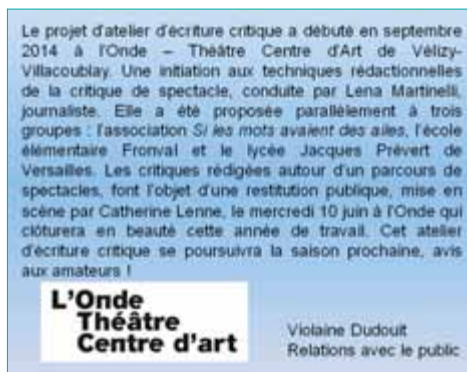 Le projet d'atelier d'écriture critique a débuté en septembre
2014 à l'Onde – Théâtre Centre d'Art de Vélizy-
Villacoublay. Une initiation aux techniques rédactionnelles
de la critique de spectacle, conduite par Lena Martinelli,
journaliste. Elle a été proposée parallèlement à trois
groupes : l'association Si les mots avaient des ailes, l'école
élémentaire Fronval et le lycée Jacques Prévert de
Versailles. Les critiques rédigées autour d'un parcours de
spectacles, font l'objet d'une restitution publique, mise en
scène par Catherine Lenne, le mercredi 10 juin à l'Onde qui
clôturera en beauté cette année de travail. Cet atelier
d'écriture critique se poursuivra la saison prochaine, avis
aux amateurs !
L'Onde
Théâtre
Centre d'art
Violaine Dudouit
Relations avec le public